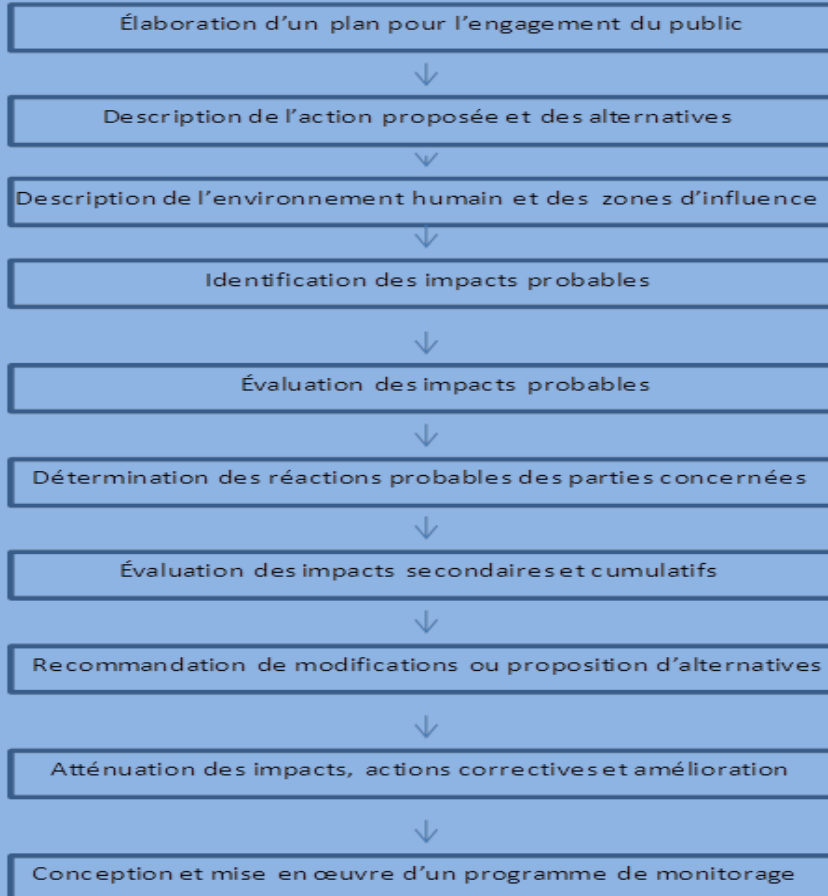 Élaboration d'un plan pour l'engagement du public
Description de l'action proposée et des alternatives
Description de l'environnement humain et des zones d'influence
Identification des impacts probables
Évaluation des impacts probables
Détermination des réactions probables des parties concernées
Évaluation des impacts secondaires et cumulatifs
Recommandation de modifications ou proposition d'alternatives
Atténuation des impacts, actions correctives et amélioration
Conception et mise en œuvre d'un programme de monitorage